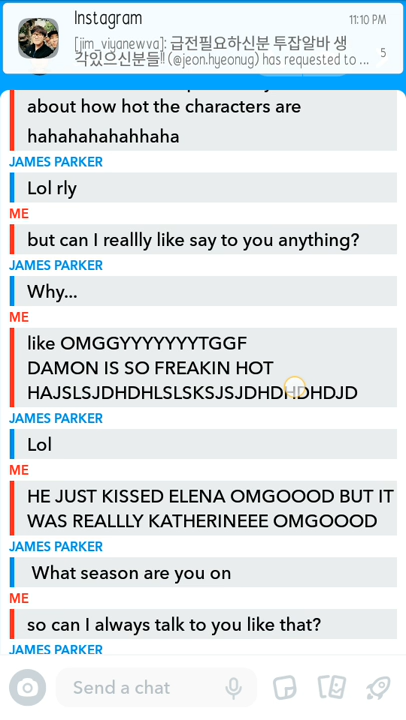 Instagram
11:10 PM
[jim_viyanewva]: 급전필요하신분 투잡알바 생
각있으신분들!! (@jeon.hyeonug) has requested to ...
5
about how hot the characters are
hahahahahahhaha
JAMES PARKER
Lol rly
ME
but can I reallly like say to you anything?
JAMES PARKER
Why...
ME
like OMGGYYYYYYYTGGF
DAMON IS SO FREAKIN HOT
HAJSLSJDHDHLSLSKSJSJDHDHDHDJD
JAMES PARKER
Lol
ME
HE JUST KISSED ELENA OMGOOOD BUT IT
WAS REALLLY KATHERINEEE OMGOOOD
JAMES PARKER
What season are you on
ME
so can I always talk to you like that?
JAMES PARKER
Send a chat